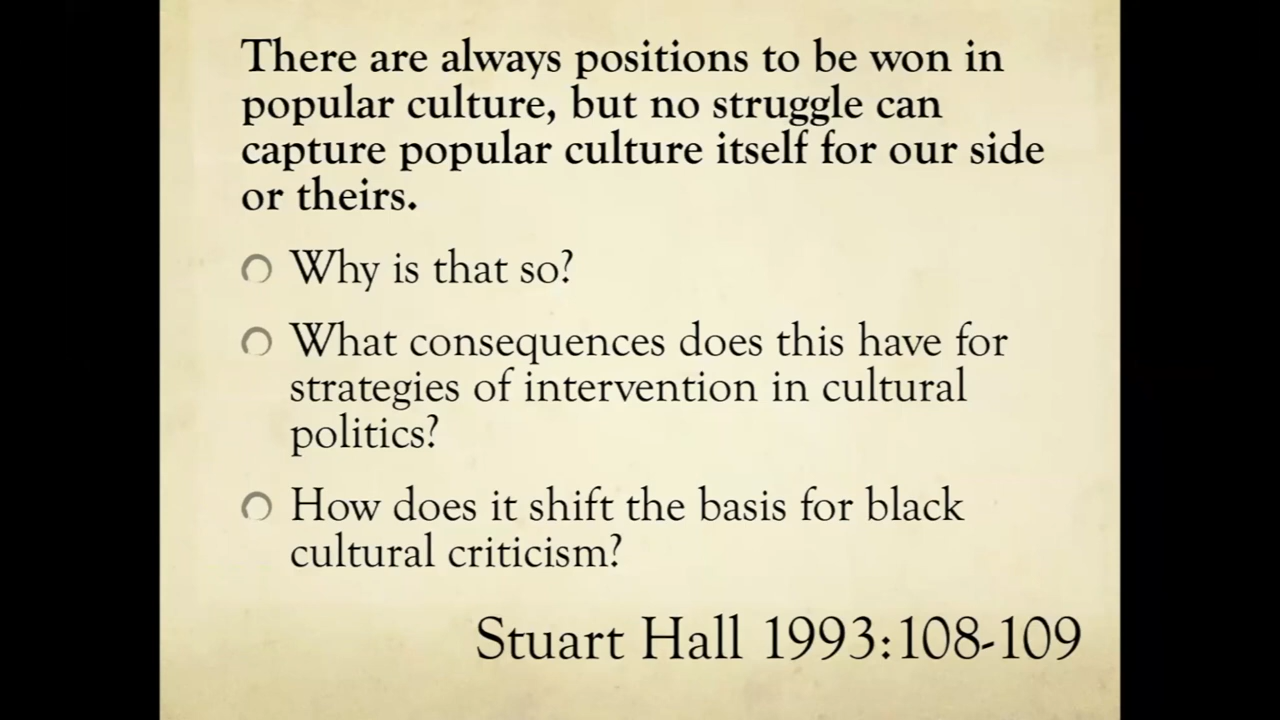 There are always positions to be won in
popular culture, but no struggle can
capture popular culture itself for our side
or theirs.
Why is that so?
What consequences does this have for
strategies of intervention in cultural
politics?
How does it shift the basis for black
cultural criticism?
Stuart Hall 1993:108-109